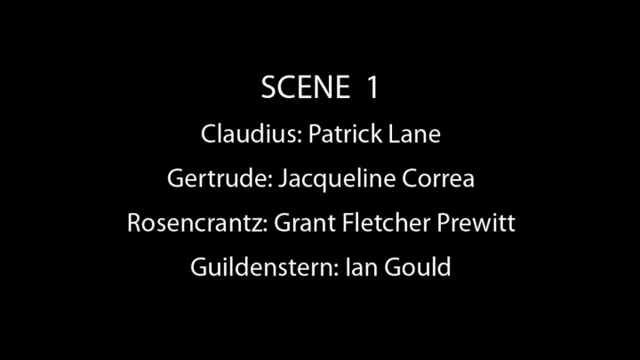 SCENE 1
Claudius: Patrick Lane
Gertrude: Jacqueline Correa
Rosencrantz: Grant Fletcher Prewitt
Guildenstern: Ian Gould